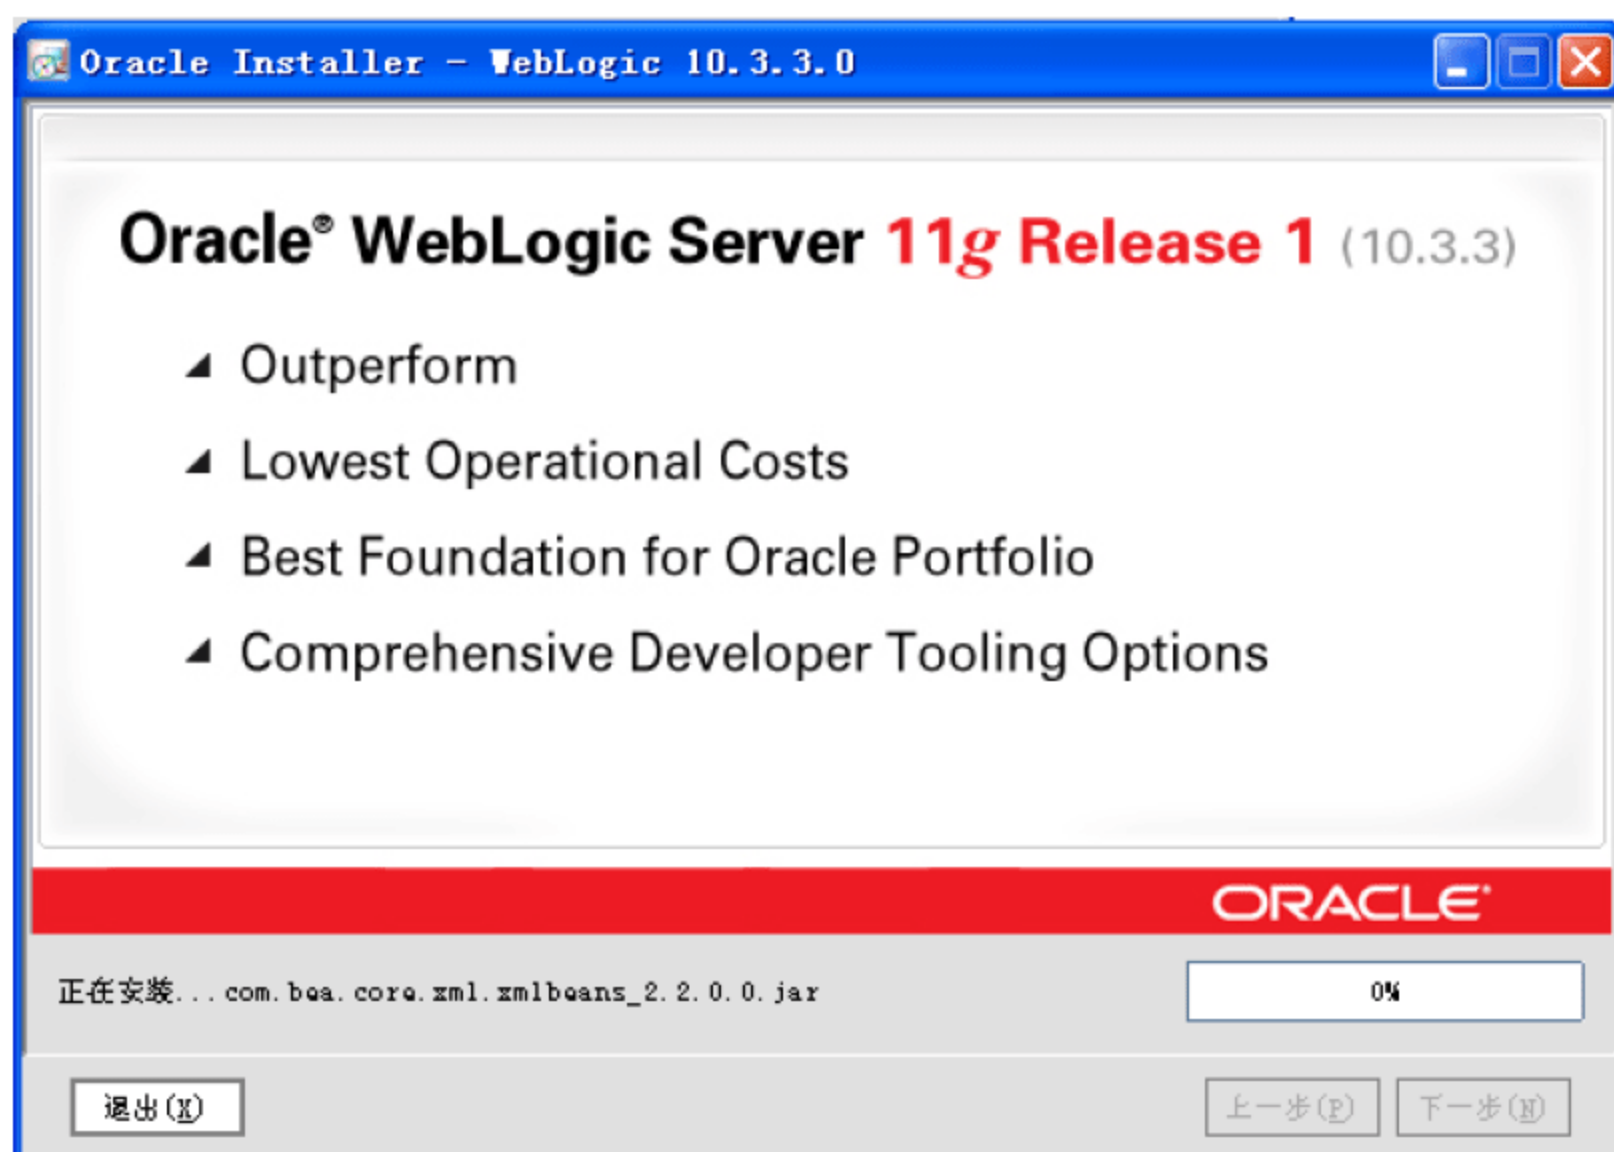 Oracle Installer - WebLogic 10.3.3.0
Oracle® WebLogic Server 11g Release 1 (10.3.3)
Outperform
Lowest Operational Costs
Best Foundation for Oracle Portfolio
Comprehensive Developer Tooling Options
ORACLE®
正在安装...com.bea.core.xml.xmlbeans_2.2.0.0.jar
0%
退出(X)
上一步(P)
下一步(N)